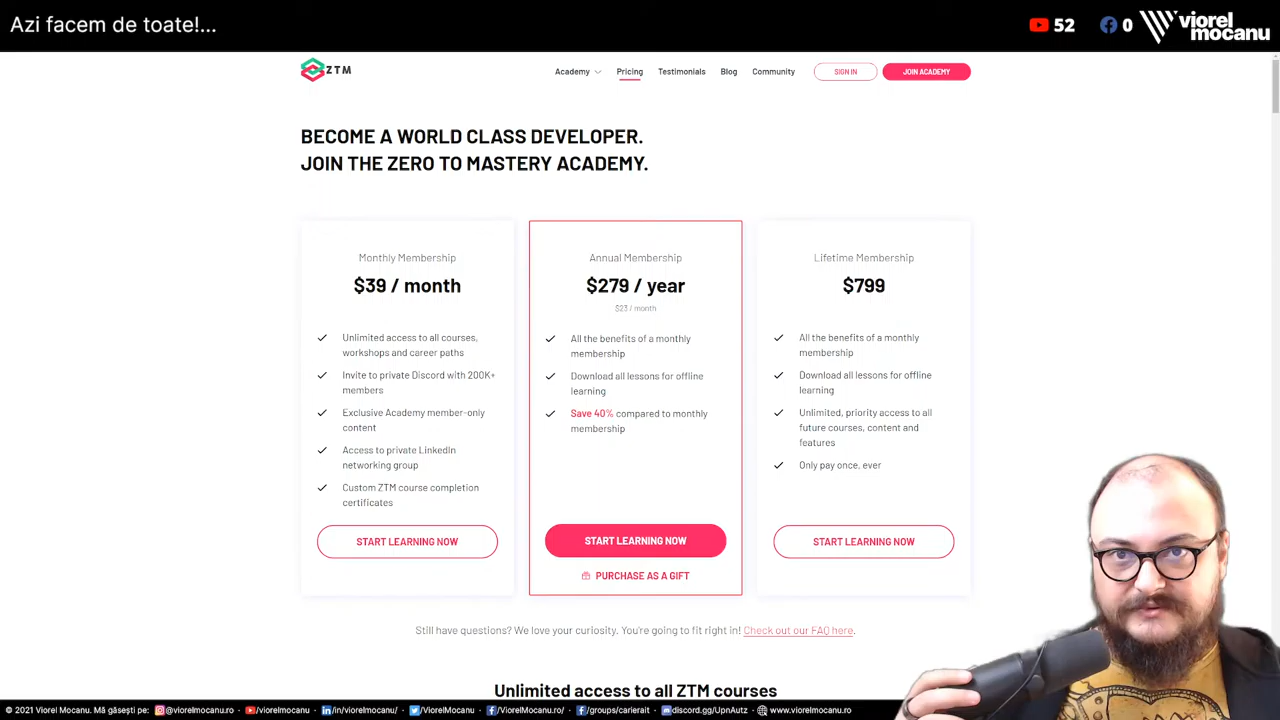 Azi facem de toate!...
52
0
viorel
mocanu
ZTM
Academy
Pricing
Testimonials
Blog
Community
SIGN IN
JOIN ACADEMY
BECOME A WORLD CLASS DEVELOPER.
JOIN THE ZERO TO MASTERY ACADEMY.
Monthly Membership
$39 / month
Unlimited access to all courses,
workshops and career paths
Invite to private Discord with 200K+
members
Exclusive Academy member-only
content
Access to private LinkedIn
networking group
Custom ZTM course completion
certificates
START LEARNING NOW
Annual Membership
$279 / year
$23 / month
All the benefits of a monthly
membership
Download all lessons for offline
learning
Save 40% compared to monthly
membership
START LEARNING NOW
PURCHASE AS A GIFT
Lifetime Membership
$799
All the benefits of a monthly
membership
Download all lessons for offline
learning
Unlimited, priority access to all
future courses, content and
features
Only pay once, ever
START LEARNING NOW
Still have questions? We love your curiosity. You're going to fit right in! Check out our FAQ here.
Unlimited access to all ZTM courses
© 2021 Viorel Mocanu. Mă găsești pe: @viorelmocanu.ro /viorelmocanu /in/viorelmocanu/ /ViorelMocanu /ViorelMocanu.ro/ /groups/carierait discord.gg/UpnAutz www.viorelmocanu.ro